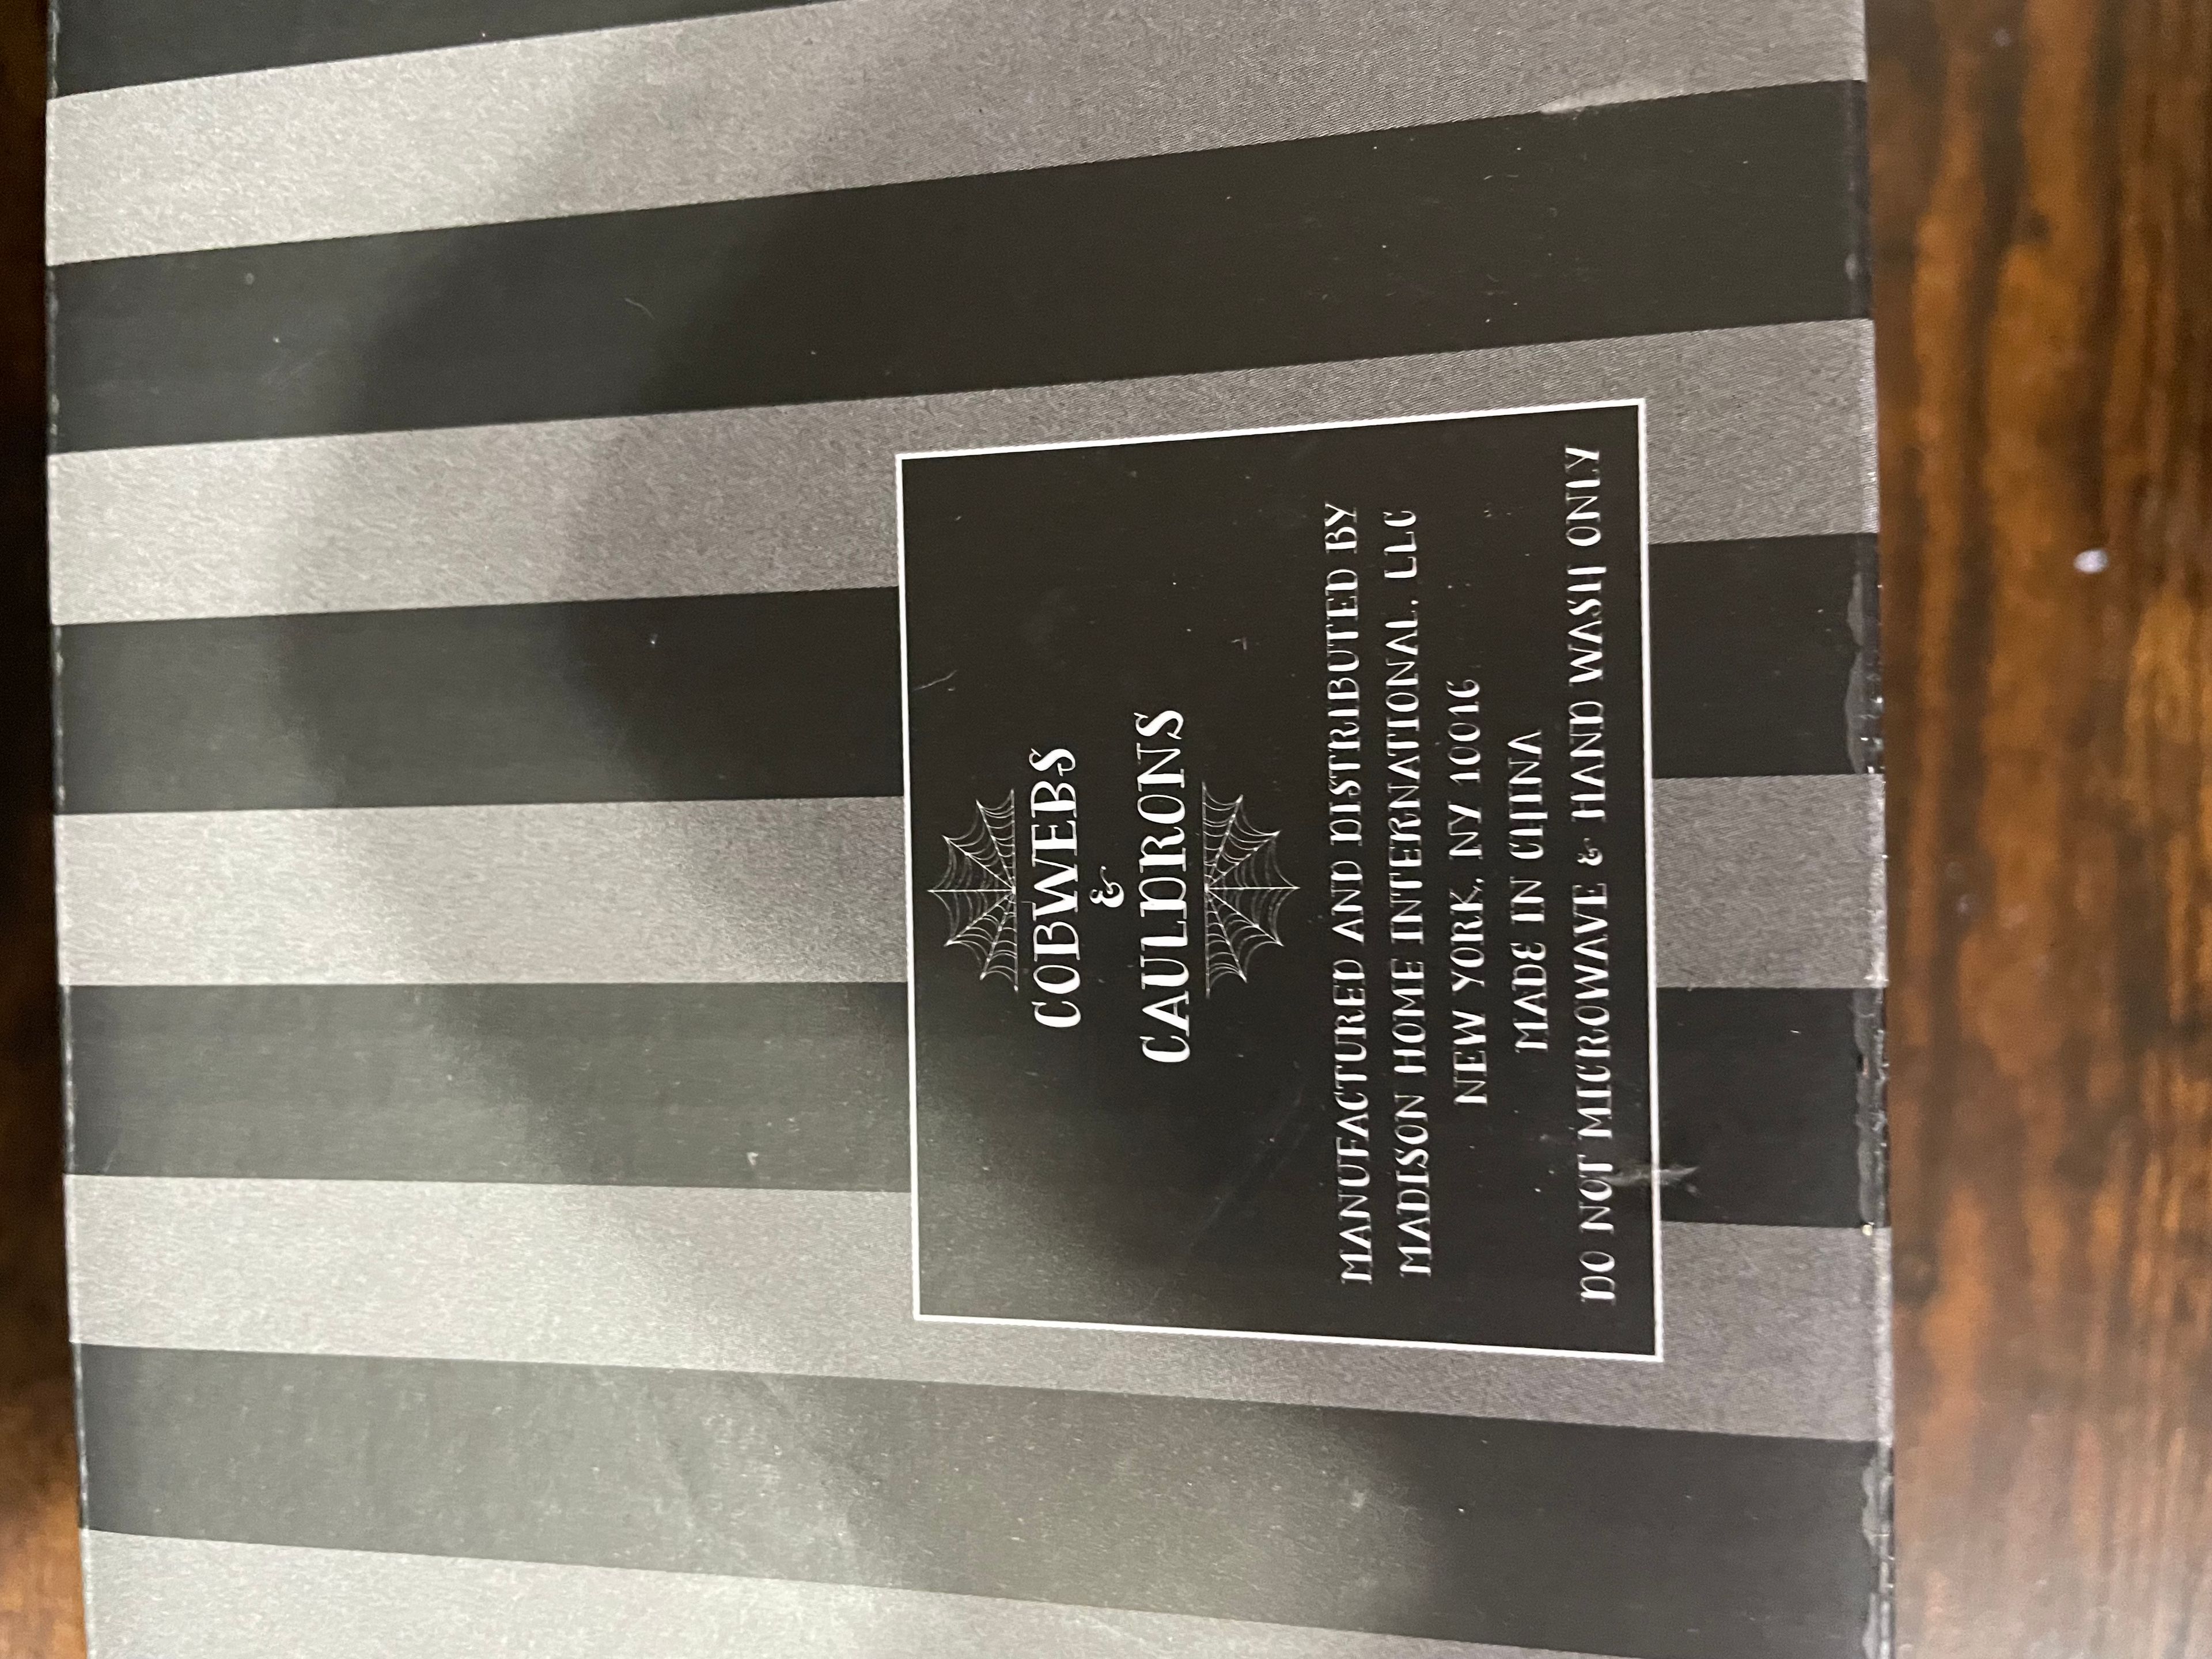 COBWEBS
&
CAULDRONS
MANUFACTURED AND DISTRIBUTED BY
MADISON HOME INTERNATIONAL, LLC
NEW YORK, NY 10016
MADE IN CHINA
DO NOT MICROWAVE & HAND WASH ONLY